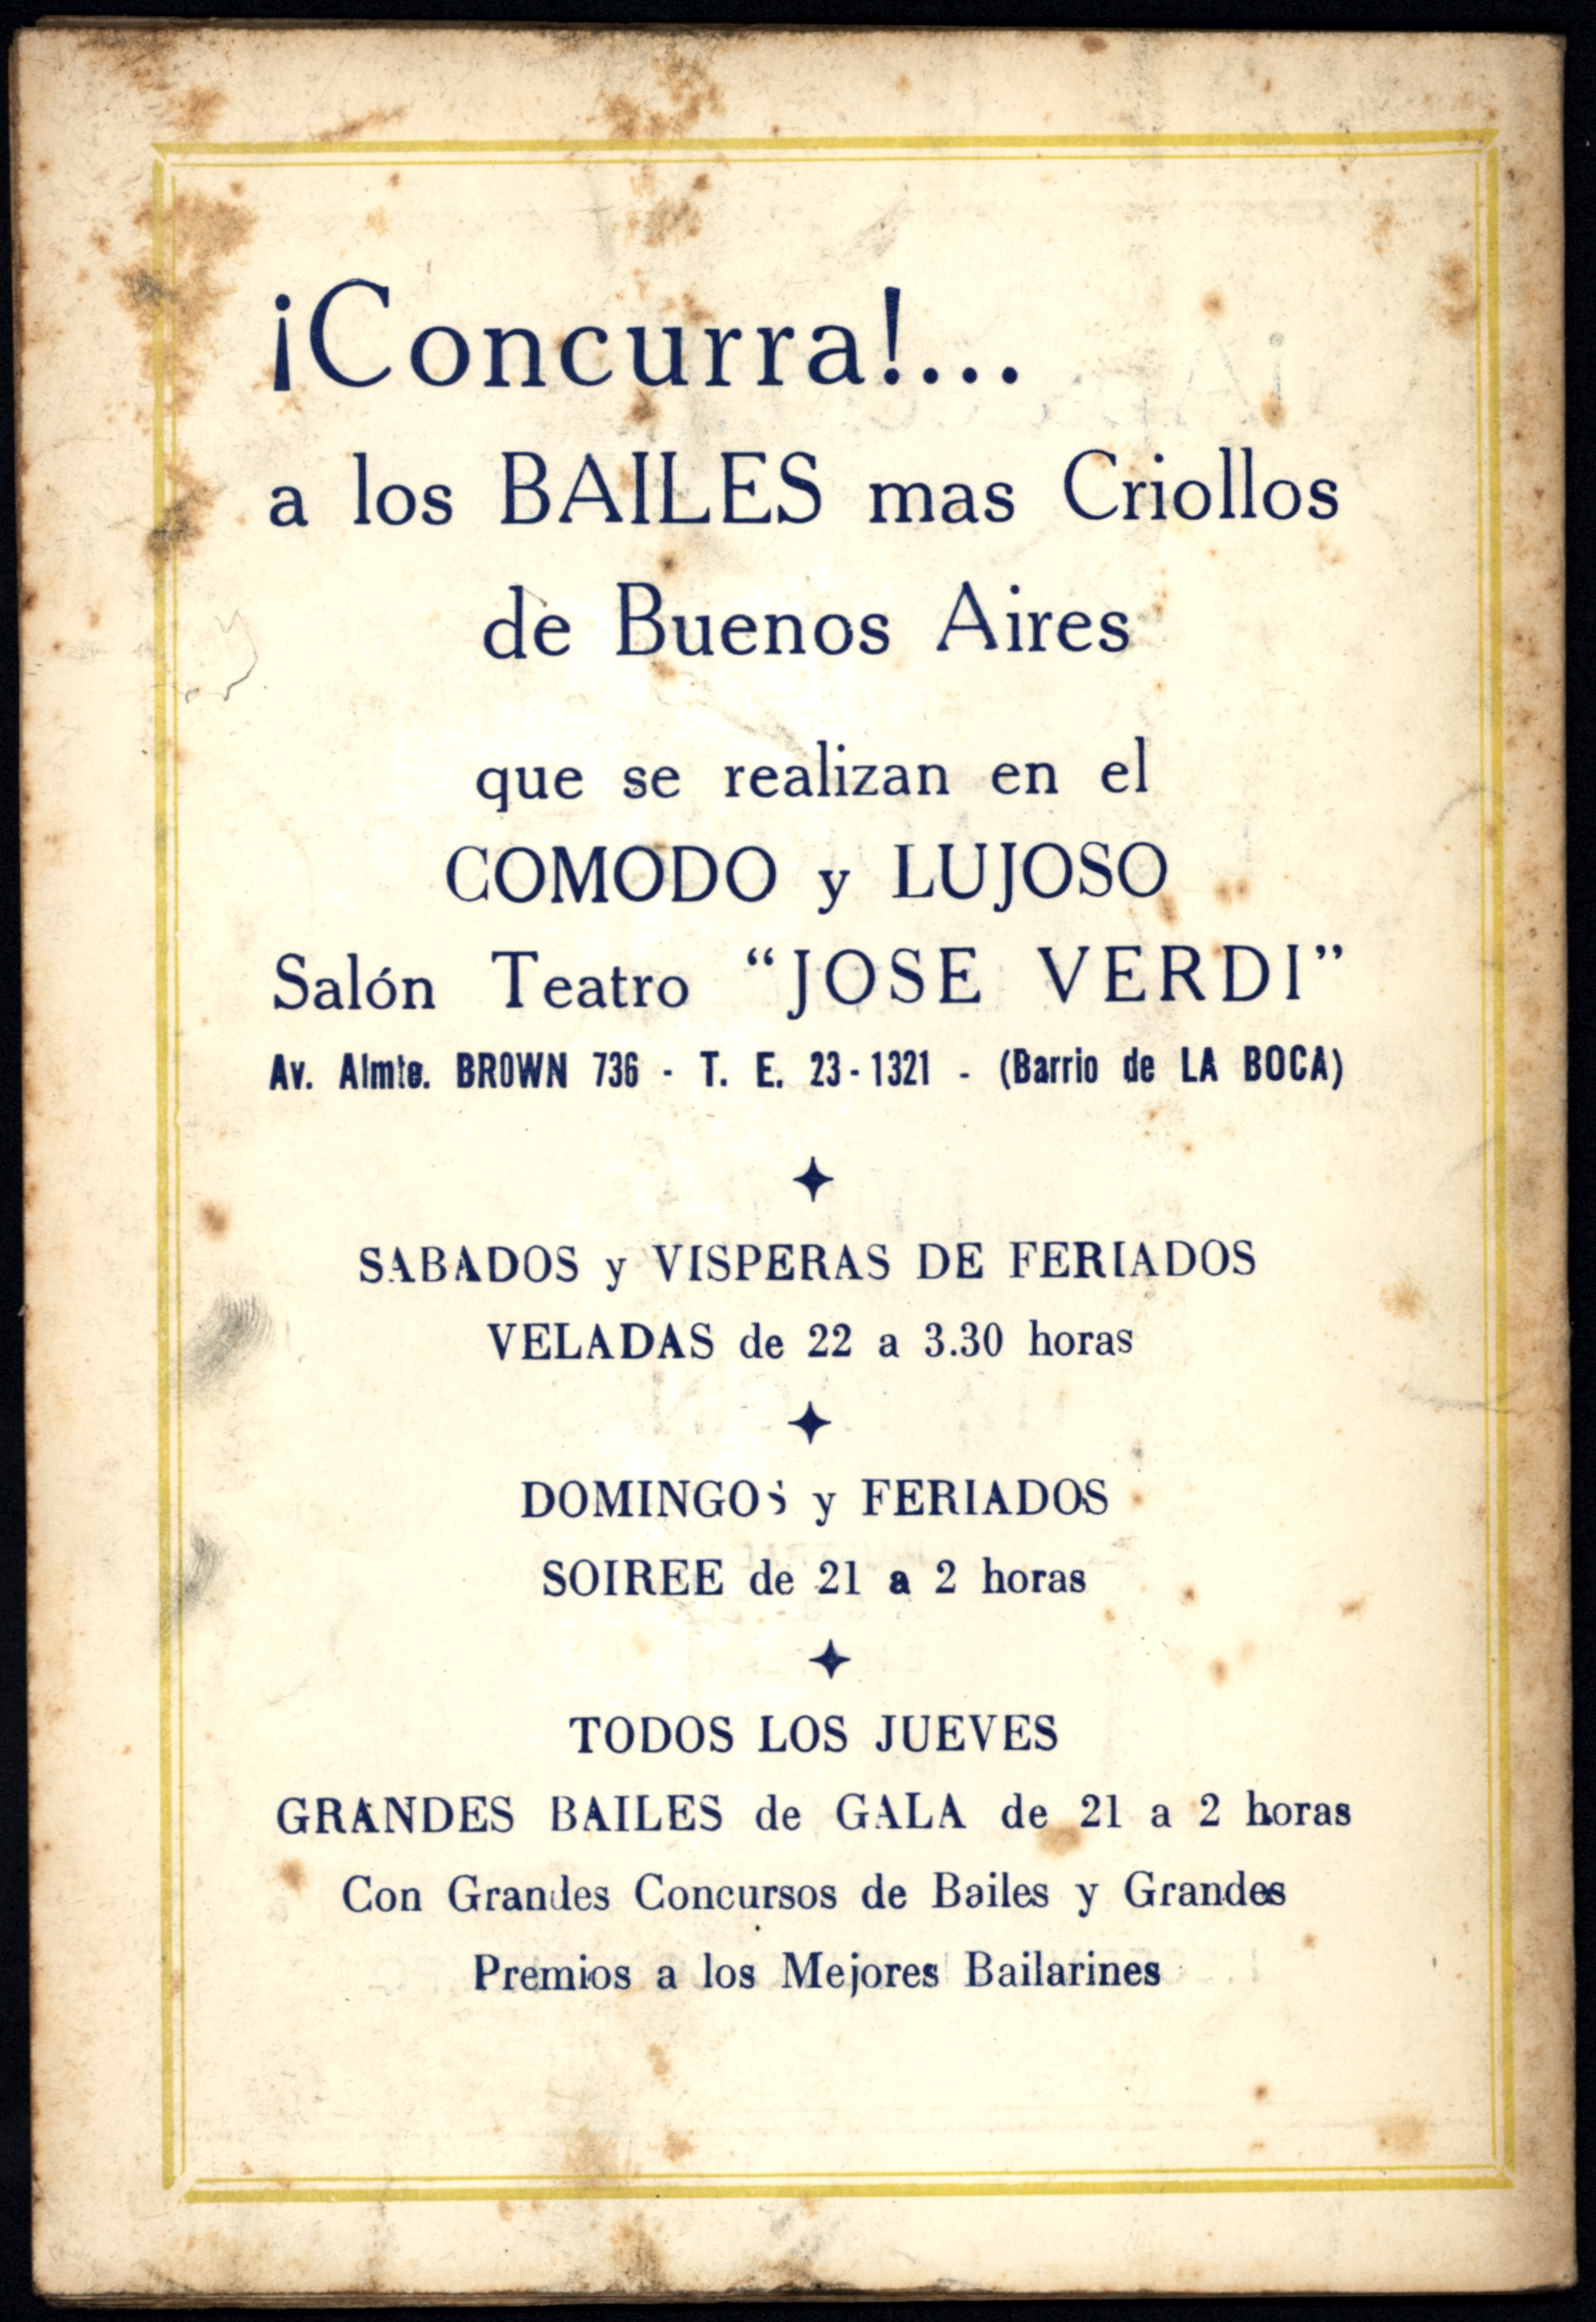 ¡Concurra!...
a los BAILES mas Criollos
de Buenos Aires
que se realizan en el
COMODO y LUJOSO
Salón Teatro “JOSE VERDI”
Av. Almte. BROWN 736 - T. E. 23-1321 - (Barrio de LA BOCA)
SABADOS y VISPERAS DE FERIADOS
VELADAS de 22 a 3.30 horas
DOMINGOS y FERIADOS
SOIREE de 21 a 2 horas
TODOS LOS JUEVES
GRANDES BAILES de GALA de 21 a 2 horas
Con Grandes Concursos de Bailes y Grandes
Premios a los Mejores Bailarines